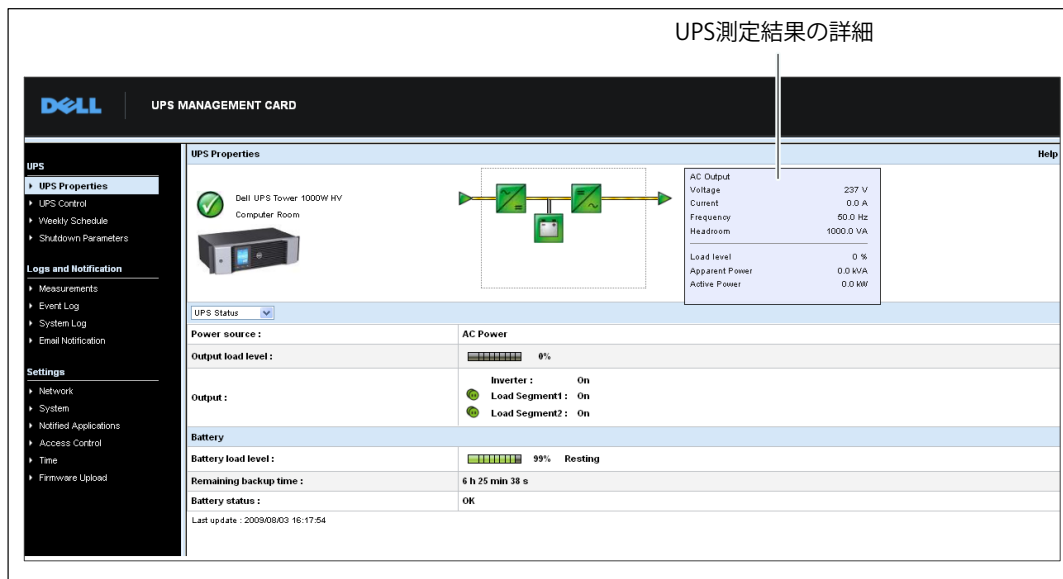 UPS測定結果の詳細
DELL
UPS MANAGEMENT CARD
UPS
UPS Properties
UPS Control
Weekly Schedule
Shutdown Parameters
Logs and Notification
Measurements
Event Log
System Log
Email Notification
Settings
Network
System
Notified Applications
Access Control
Time
Firmware Upload
UPS Properties Help
Dell UPS Tower 1000W HV
Computer Room
AC Output
Voltage 237 V
Current 0.0 A
Frequency 50.0 Hz
Headroom 1000.0 VA
Load level 0 %
Apparent Power 0.0 kVA
Active Power 0.0 kW
UPS Status
Power source : AC Power
Output load level : 0%
Output :
Inverter : On
Load Segment1 : On
Load Segment2 : On
Battery
Battery load level : 99% Resting
Remaining backup time : 6 h 25 min 38 s
Battery status : OK
Last update : 2009/08/03 16:17:54